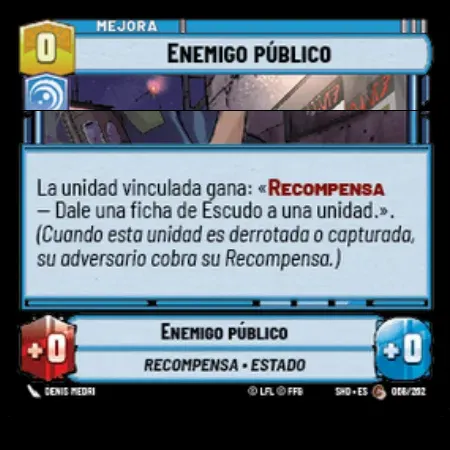 MEJORA
0
ENEMIGO PÚBLICO
La unidad vinculada gana: «RECOMPENSA
– Dale una ficha de Escudo a una unidad.».
(Cuando esta unidad es derrotada o capturada,
su adversario cobra su Recompensa.)
+0
ENEMIGO PÚBLICO
+0
RECOMPENSA • ESTADO
DENIS MEDRI
© LFL © FFG
SHD • ES
008/262